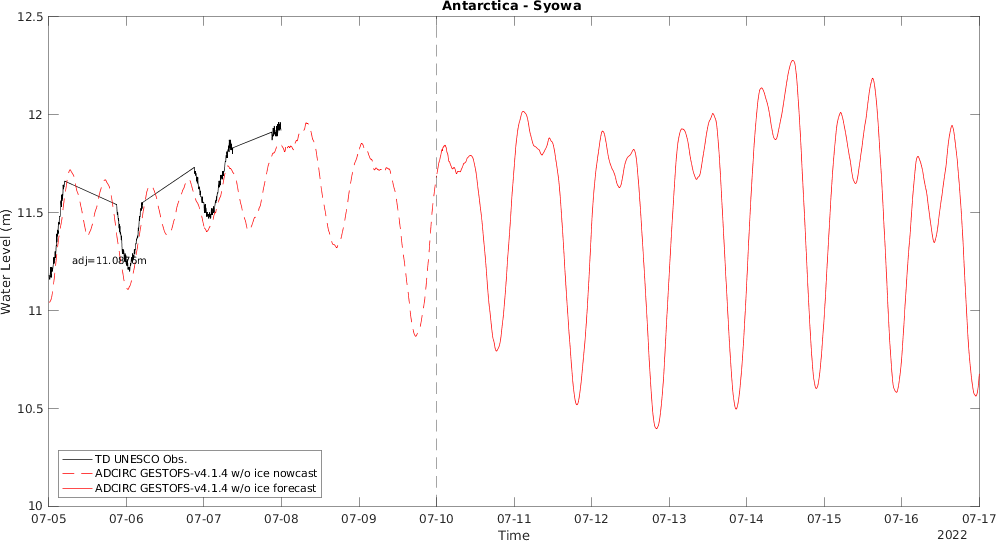 Antarctica - Syowa
12.5
12
11.5
11
10.5
10
Water Level (m)
TD UNESCO Obs.
ADCIRC GESTOFS-v4.1.4 w/o ice nowcast
ADCIRC GESTOFS-v4.1.4 w/o ice forecast
07-05 07-06 07-07 07-08 07-09 07-10 07-11 07-12 07-13 07-14 07-15 07-16 07-17
Time
2022